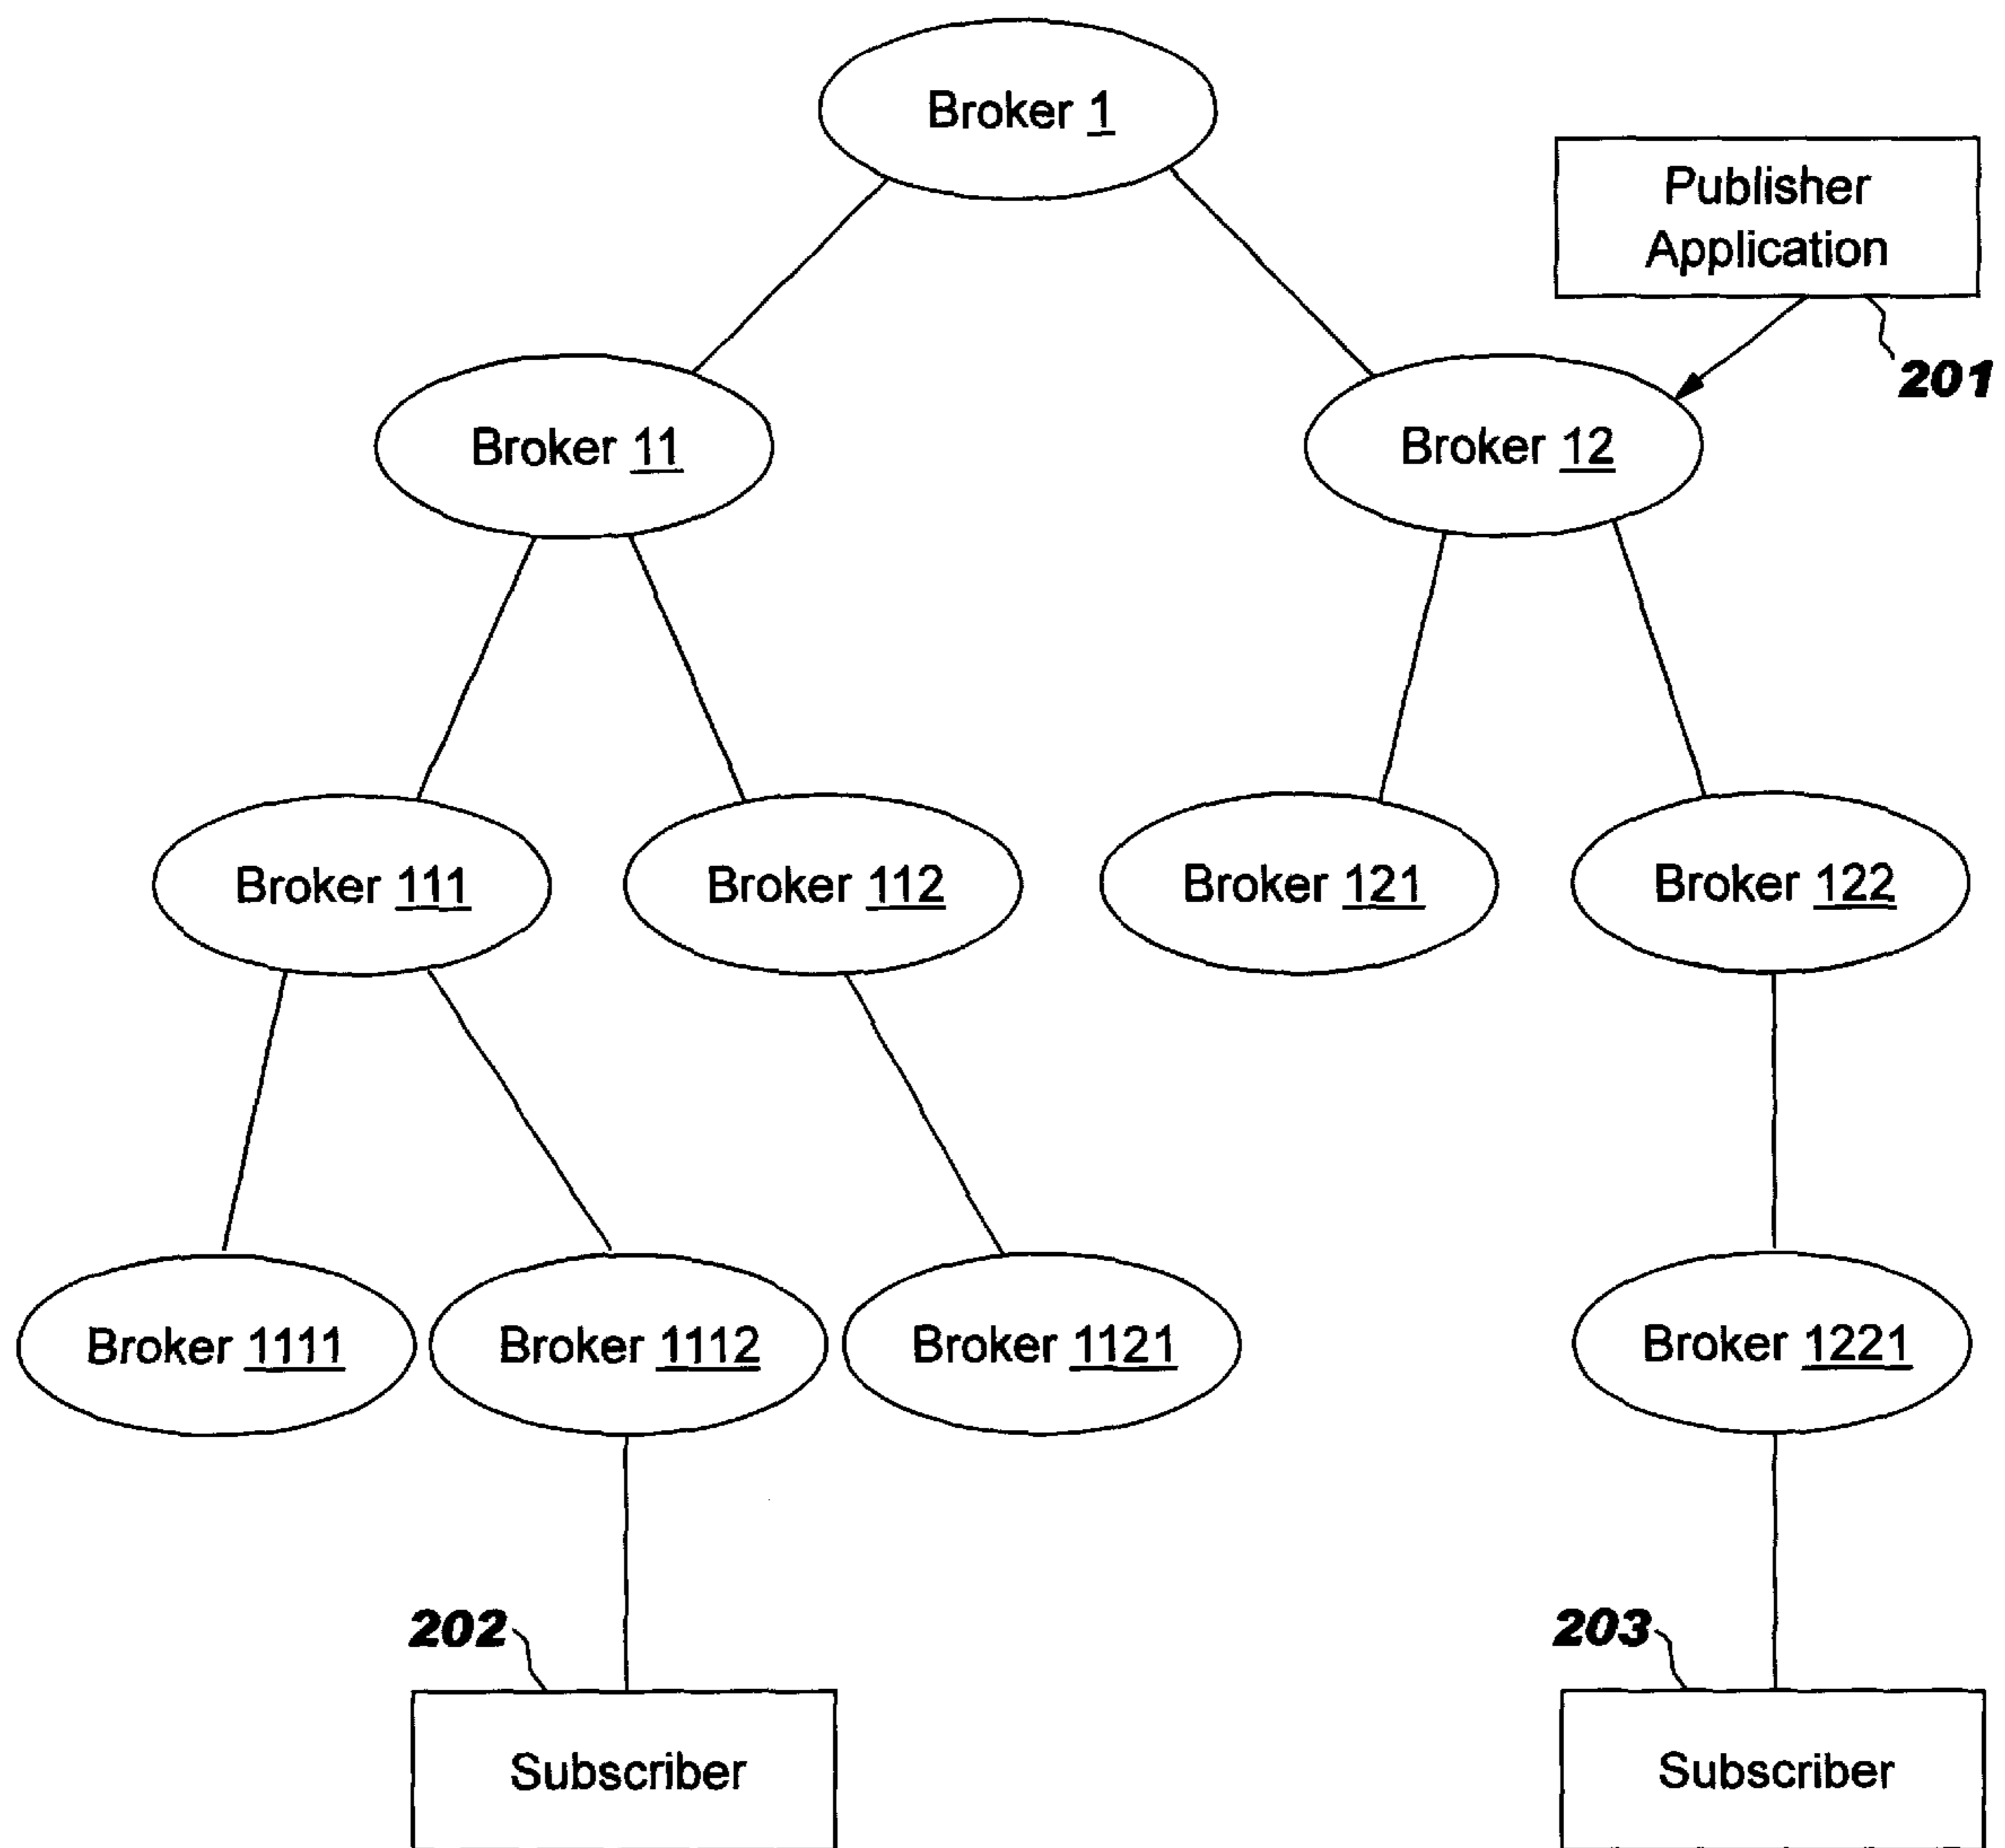 Broker 1
Publisher
Application
201
Broker 11
Broker 12
Broker 111
Broker 112
Broker 121
Broker 122
Broker 1111
Broker 1112
Broker 1121
Broker 1221
202
203
Subscriber
Subscriber